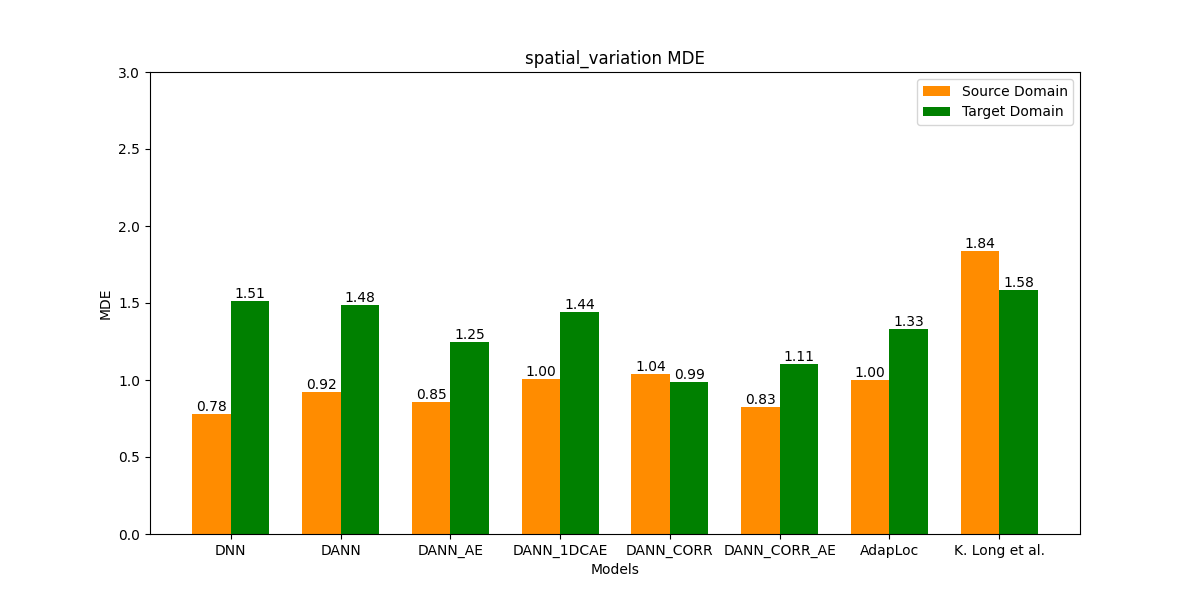 spatial_variation MDE
Source Domain
Target Domain
MDE
3.0
2.5
2.0
1.5
1.0
0.5
0.0
0.78 1.51 0.92 1.48 0.85 1.25 1.00 1.44 1.04 0.99 0.83 1.11 1.00 1.33 1.84 1.58
DNN DANN DANN_AE DANN_1DCAE DANN_CORR DANN_CORR_AE AdapLoc K. Long et al.
Models